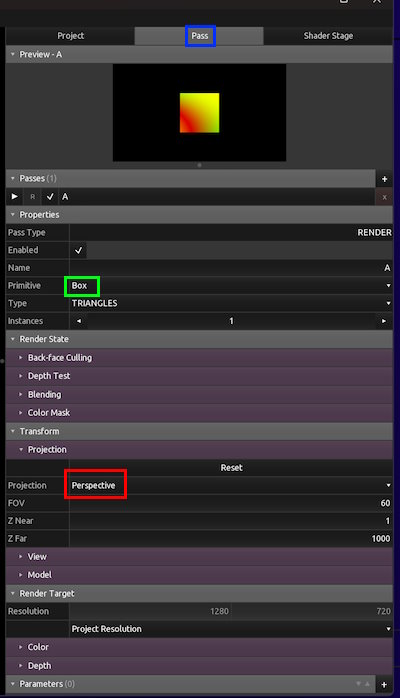 Project Pass Shader Stage
Preview - A
Passes (1) +
R A x
Properties
Pass Type RENDER
Enabled
Name A
Primitive Box
Type TRIANGLES
Instances 1
Render State
Back-face Culling
Depth Test
Blending
Color Mask
Transform
Projection
Reset
Projection Perspective
FOV 60
Z Near 1
Z Far 1000
View
Model
Render Target
Resolution 1280 720
Project Resolution
Color
Depth
Parameters (0) +